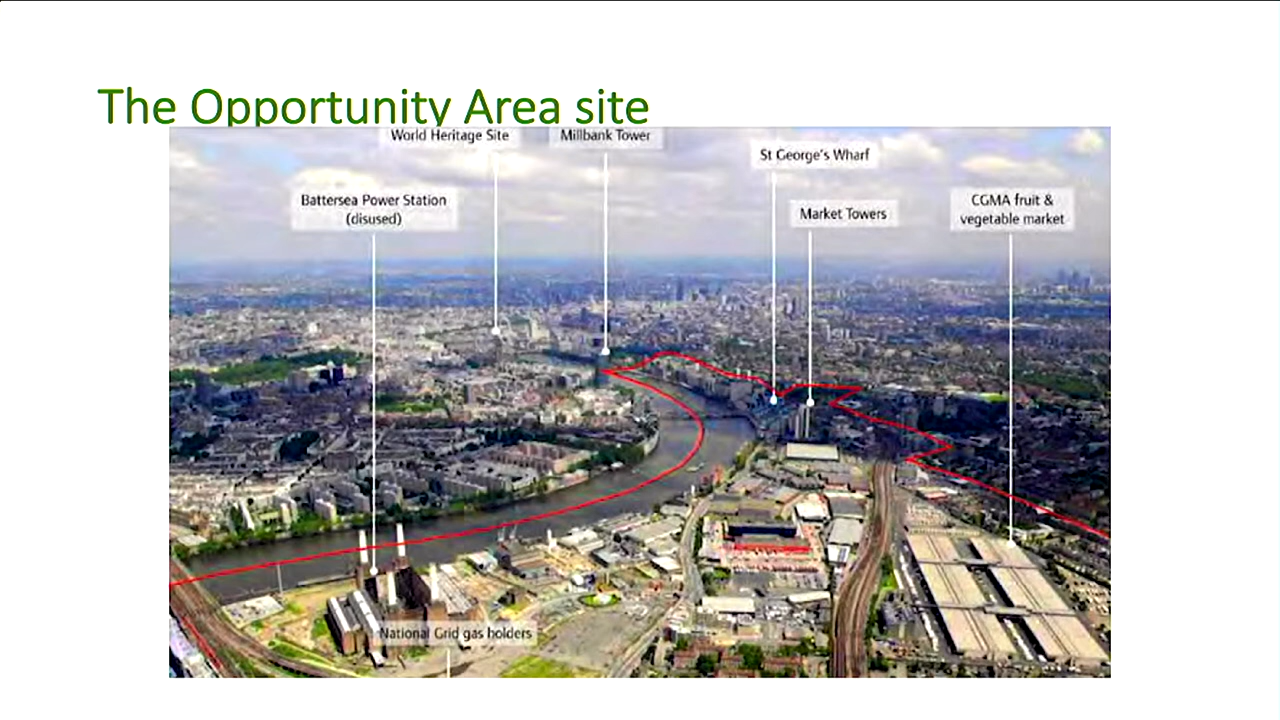 The Opportunity Area site
World Heritage Site
Millbank Tower
St George's Wharf
Battersea Power Station
(disused)
Market Towers
CGMA fruit &
vegetable market
National Grid gas holders